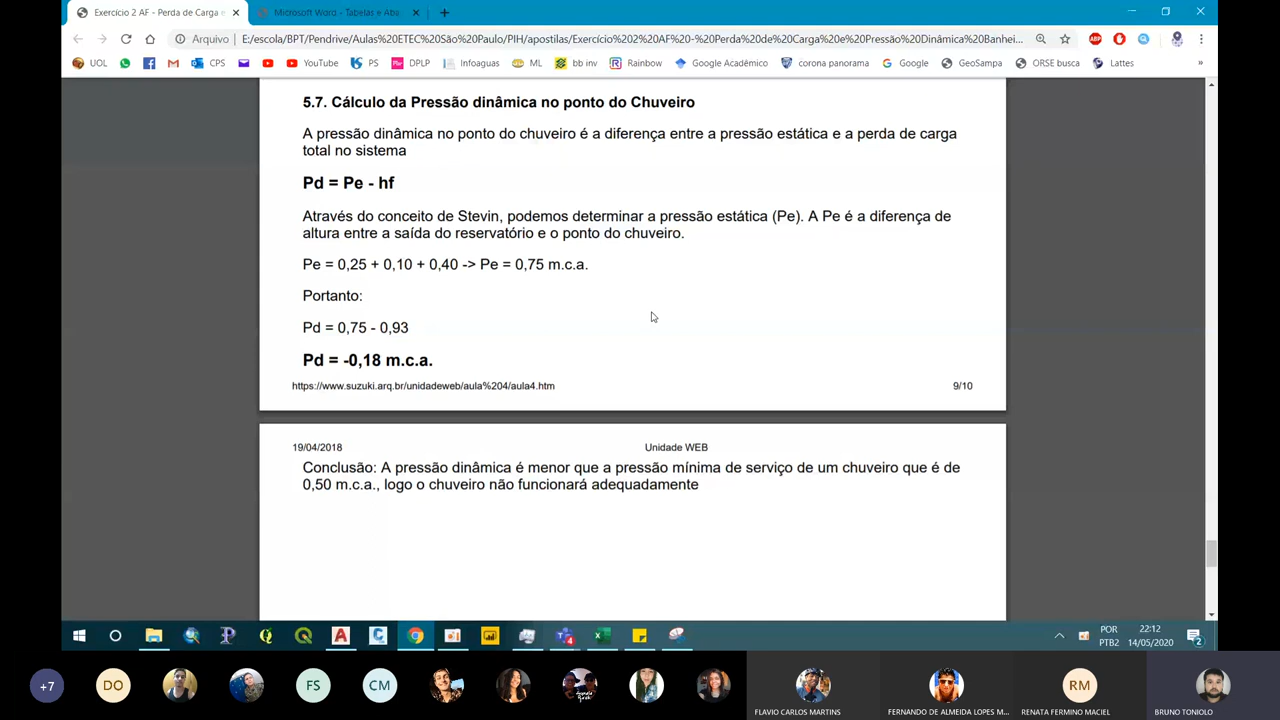 Exercício 2 AF - Perda de Carga e
Microsoft Word - Tabelas e Aba
Arquivo
E:/escola/BPT/Pendrive/Aulas%20ETEC%20São%20Paulo/PIH/apostilas/Exercício%202%20AF%20-%20Perda%20de%20Carga%20e%20Pressão%20Dinâmica%20Banhei...
ABP
UOL
CPS
YouTube
PS
DPLP
Infoaguas
ML
bb inv
Rainbow
Google Acadêmico
corona panorama
Google
GeoSampa
ORSE busca
Lattes
»
5.7. Cálculo da Pressão dinâmica no ponto do Chuveiro
A pressão dinâmica no ponto do chuveiro é a diferença entre a pressão estática e a perda de carga
total no sistema
Pd = Pe - hf
Através do conceito de Stevin, podemos determinar a pressão estática (Pe). A Pe é a diferença de
altura entre a saída do reservatório e o ponto do chuveiro.
Pe = 0,25 + 0,10 + 0,40 -> Pe = 0,75 m.c.a.
Portanto:
Pd = 0,75 - 0,93
Pd = -0,18 m.c.a.
https://www.suzuki.arq.br/unidadeweb/aula%204/aula4.htm
9/10
19/04/2018
Unidade WEB
Conclusão: A pressão dinâmica é menor que a pressão mínima de serviço de um chuveiro que é de
0,50 m.c.a., logo o chuveiro não funcionará adequadamente
POR
PTB2
22:12
14/05/2020
2
+7
DO
FS
CM
FLAVIO CARLOS MARTINS
FERNANDO DE ALMEIDA LOPES M...
RM
RENATA FERMINO MACIEL
BRUNO TONIOLO